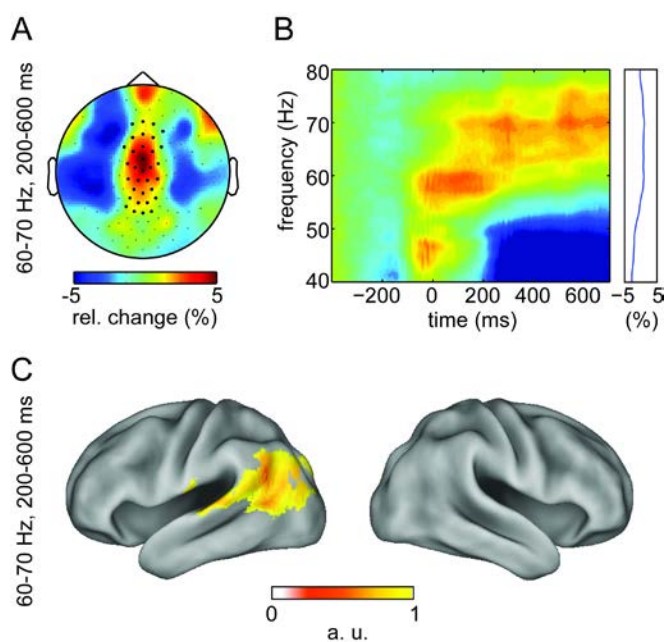 A
60-70 Hz, 200-600 ms
-5 5
rel. change (%)
B
frequency (Hz)
80
70
60
50
40
−200 0 200 400 600
time (ms)
-5 5
(%)
C
60-70 Hz, 200-600 ms
0 1
a. u.